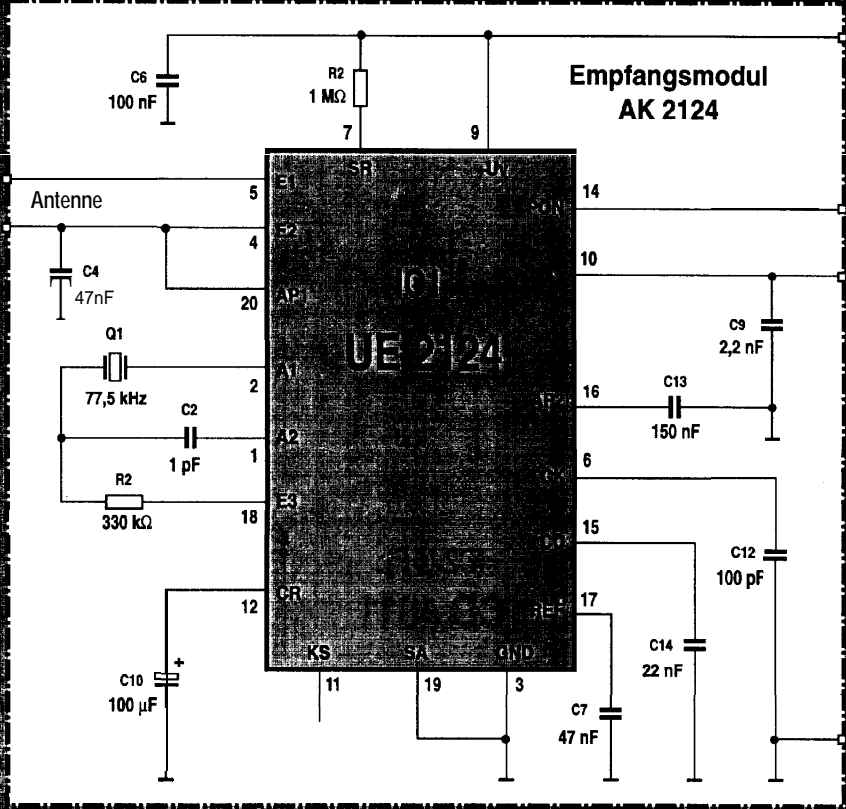 C6
100 nF
R2
1 MΩ
Empfangsmodul
AK 2124
7
9
SR
UV
5
E1
14
PON
Antenne
4
E2
10
C4
47nF
20
AP
IC1
Q1
77,5 kHz
2
A1
UE 2124
C9
2,2 nF
C2
1 pF
1
A2
16
C13
150 nF
6
R2
330 kΩ
18
E3
15
CO
C12
100 pF
12
CR
17
REF
C14
22 nF
KS
SA
GND
C10
+
100 µF
11
19
3
C7
47 nF